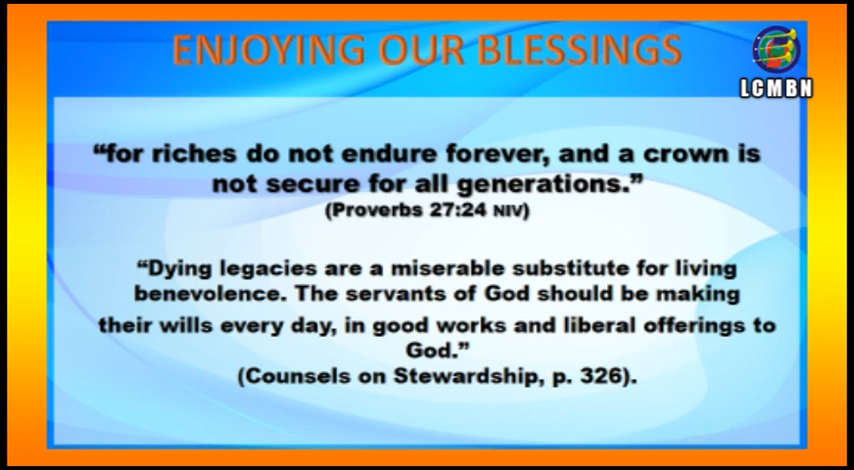 ENJOYING OUR BLESSINGS
LCMBN
“for riches do not endure forever, and a crown is
not secure for all generations.”
(Proverbs 27:24 NIV)
“Dying legacies are a miserable substitute for living
benevolence. The servants of God should be making
their wills every day, in good works and liberal offerings to
God.”
(Counsels on Stewardship, p. 326).